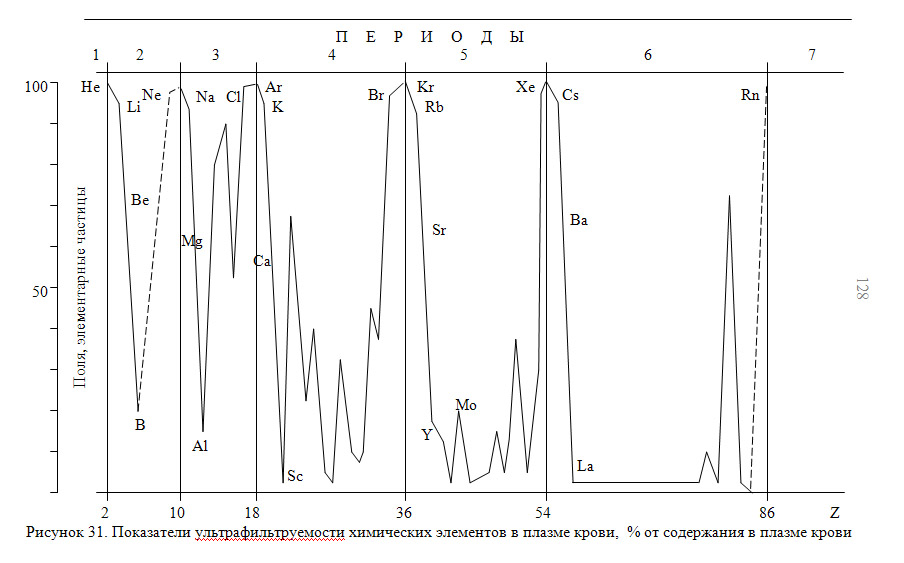 П Е Р И О Д Ы
1 2 3 4 5 6 7
100 He Ar Kr Xe
Li Ne Na Cl K Br Rb Cs Rn
Be
Ba
Sr
Mg
Ca
50
Поля, элементарные частицы
128
Mo
B
Y
Al
La
Sc
2 10 18 36 54 86 Z
Рисунок 31. Показатели ультрафильтруемости химических элементов в плазме крови, % от содержания в плазме крови